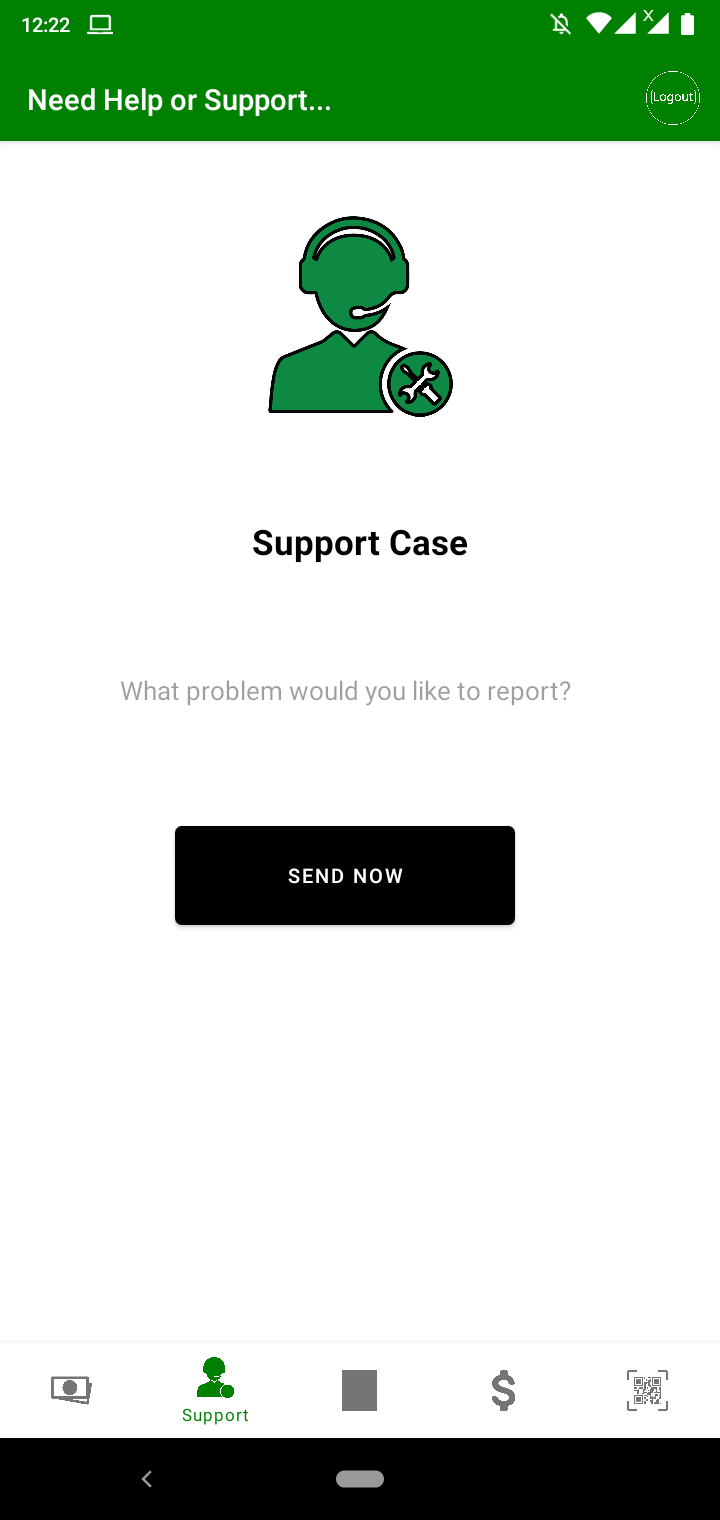 12:22
X
Need Help or Support...
Logout
Support Case
What problem would you like to report?
SEND NOW
$
Support